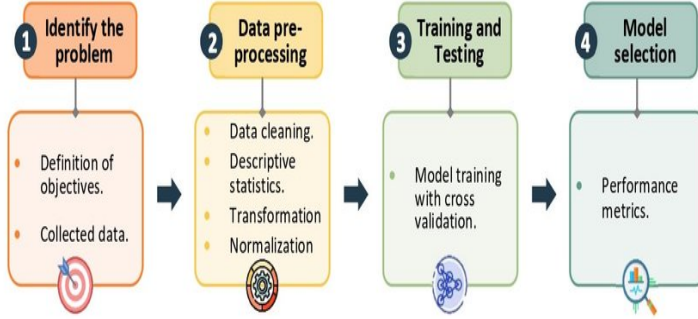 1
Identify the
problem
Definition of
objectives.
Collected data.
2
Data pre-
processing
Data cleaning.
Descriptive
statistics.
Transformation
Normalization
3
Training and
Testing
Model training
with cross
validation.
4
Model
selection
Performance
metrics.